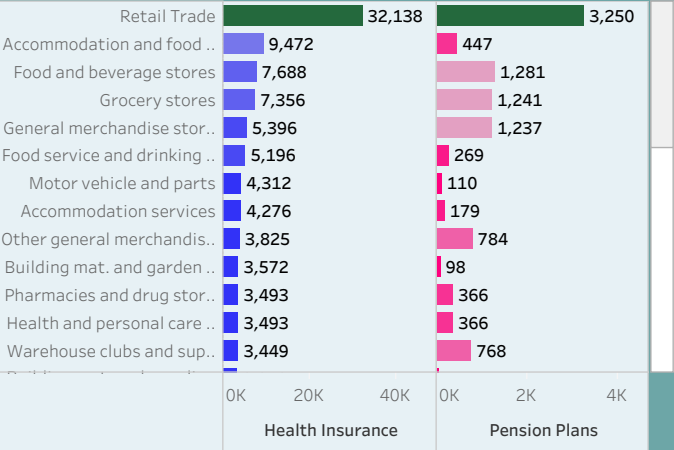 Retail Trade 32,138 3,250
Accommodation and food .. 9,472 447
Food and beverage stores 7,688 1,281
Grocery stores 7,356 1,241
General merchandise stor.. 5,396 1,237
Food service and drinking .. 5,196 269
Motor vehicle and parts 4,312 110
Accommodation services 4,276 179
Other general merchandis.. 3,825 784
Building mat. and garden .. 3,572 98
Pharmacies and drug stor.. 3,493 366
Health and personal care .. 3,493 366
Warehouse clubs and sup.. 3,449 768
0K 20K 40K 0K 2K 4K
Health Insurance Pension Plans